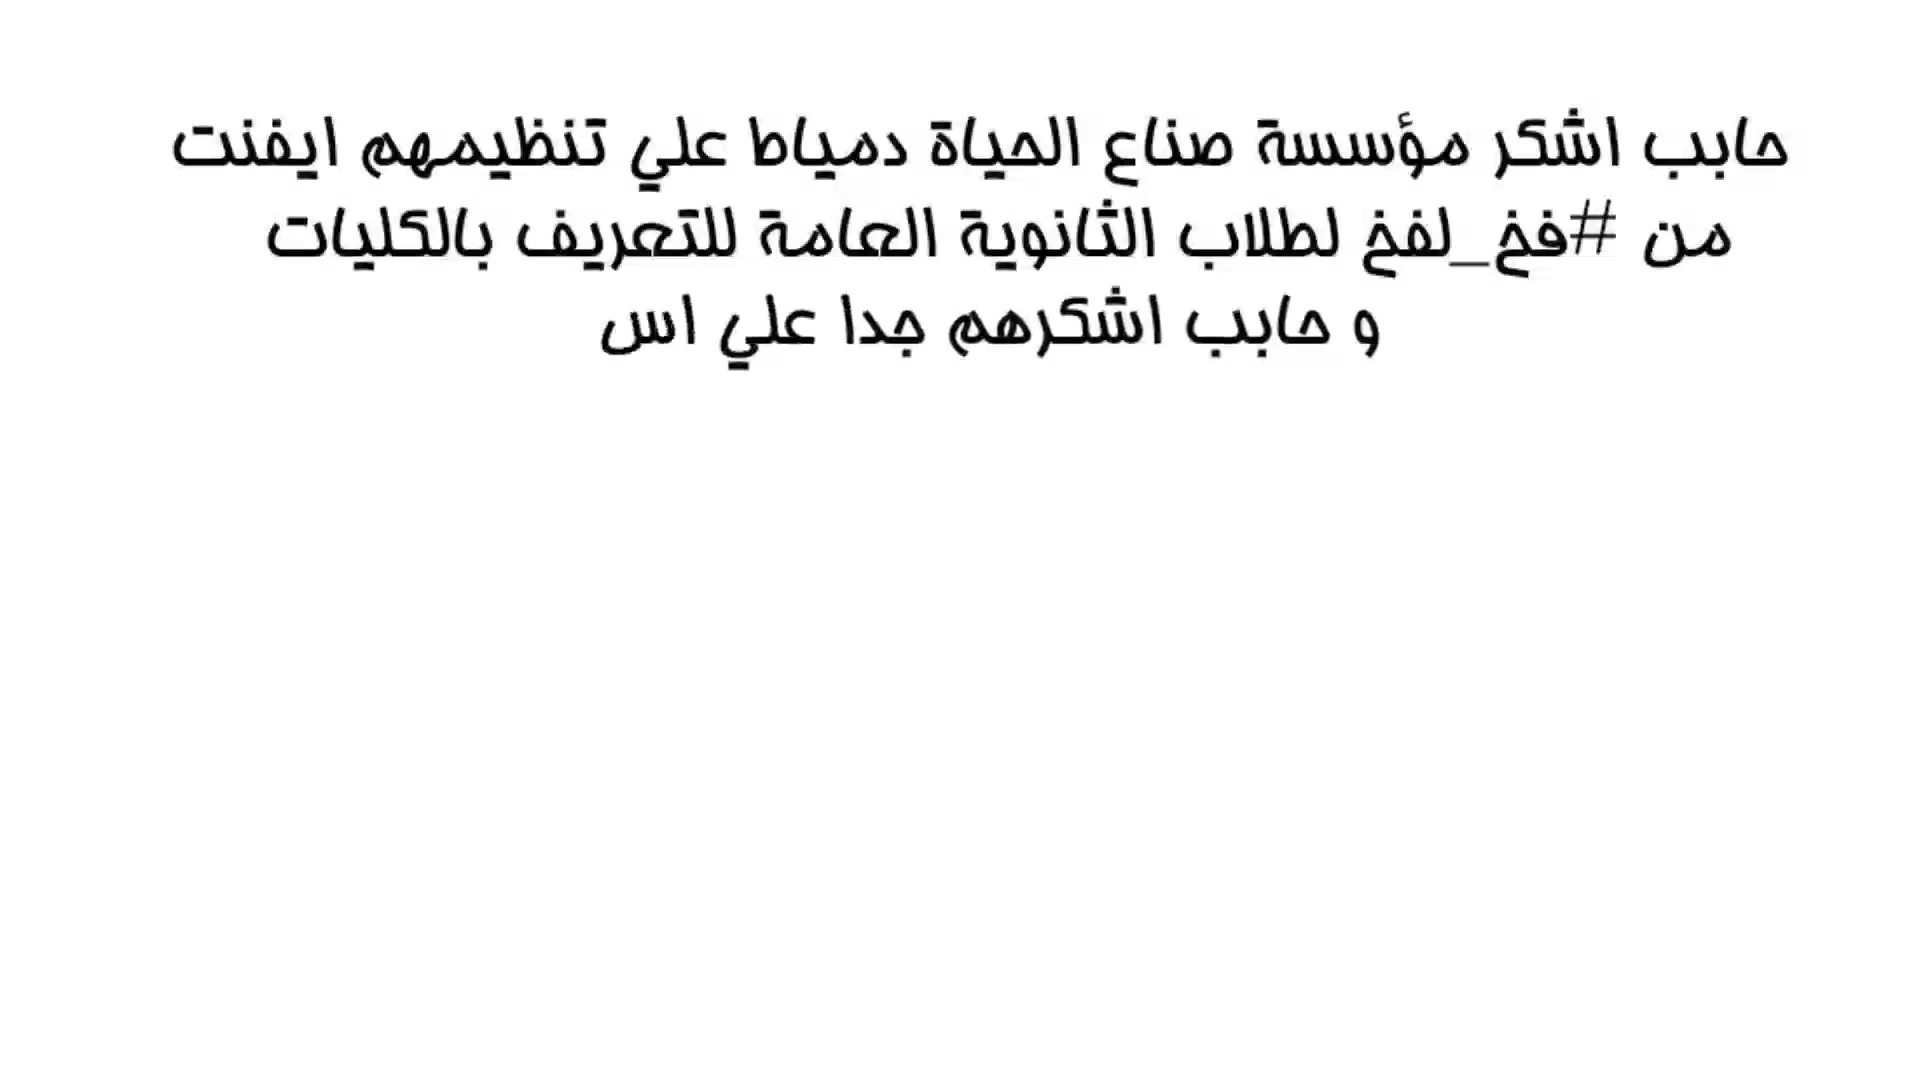 حابب اشكر مؤسسة صناع الحياة دمياط علي تنظيمهم ايفنت
من #فخ_لفخ لطلاب الثانوية العامة للتعريف بالكليات
و حابب اشكرهم جدا علي اس